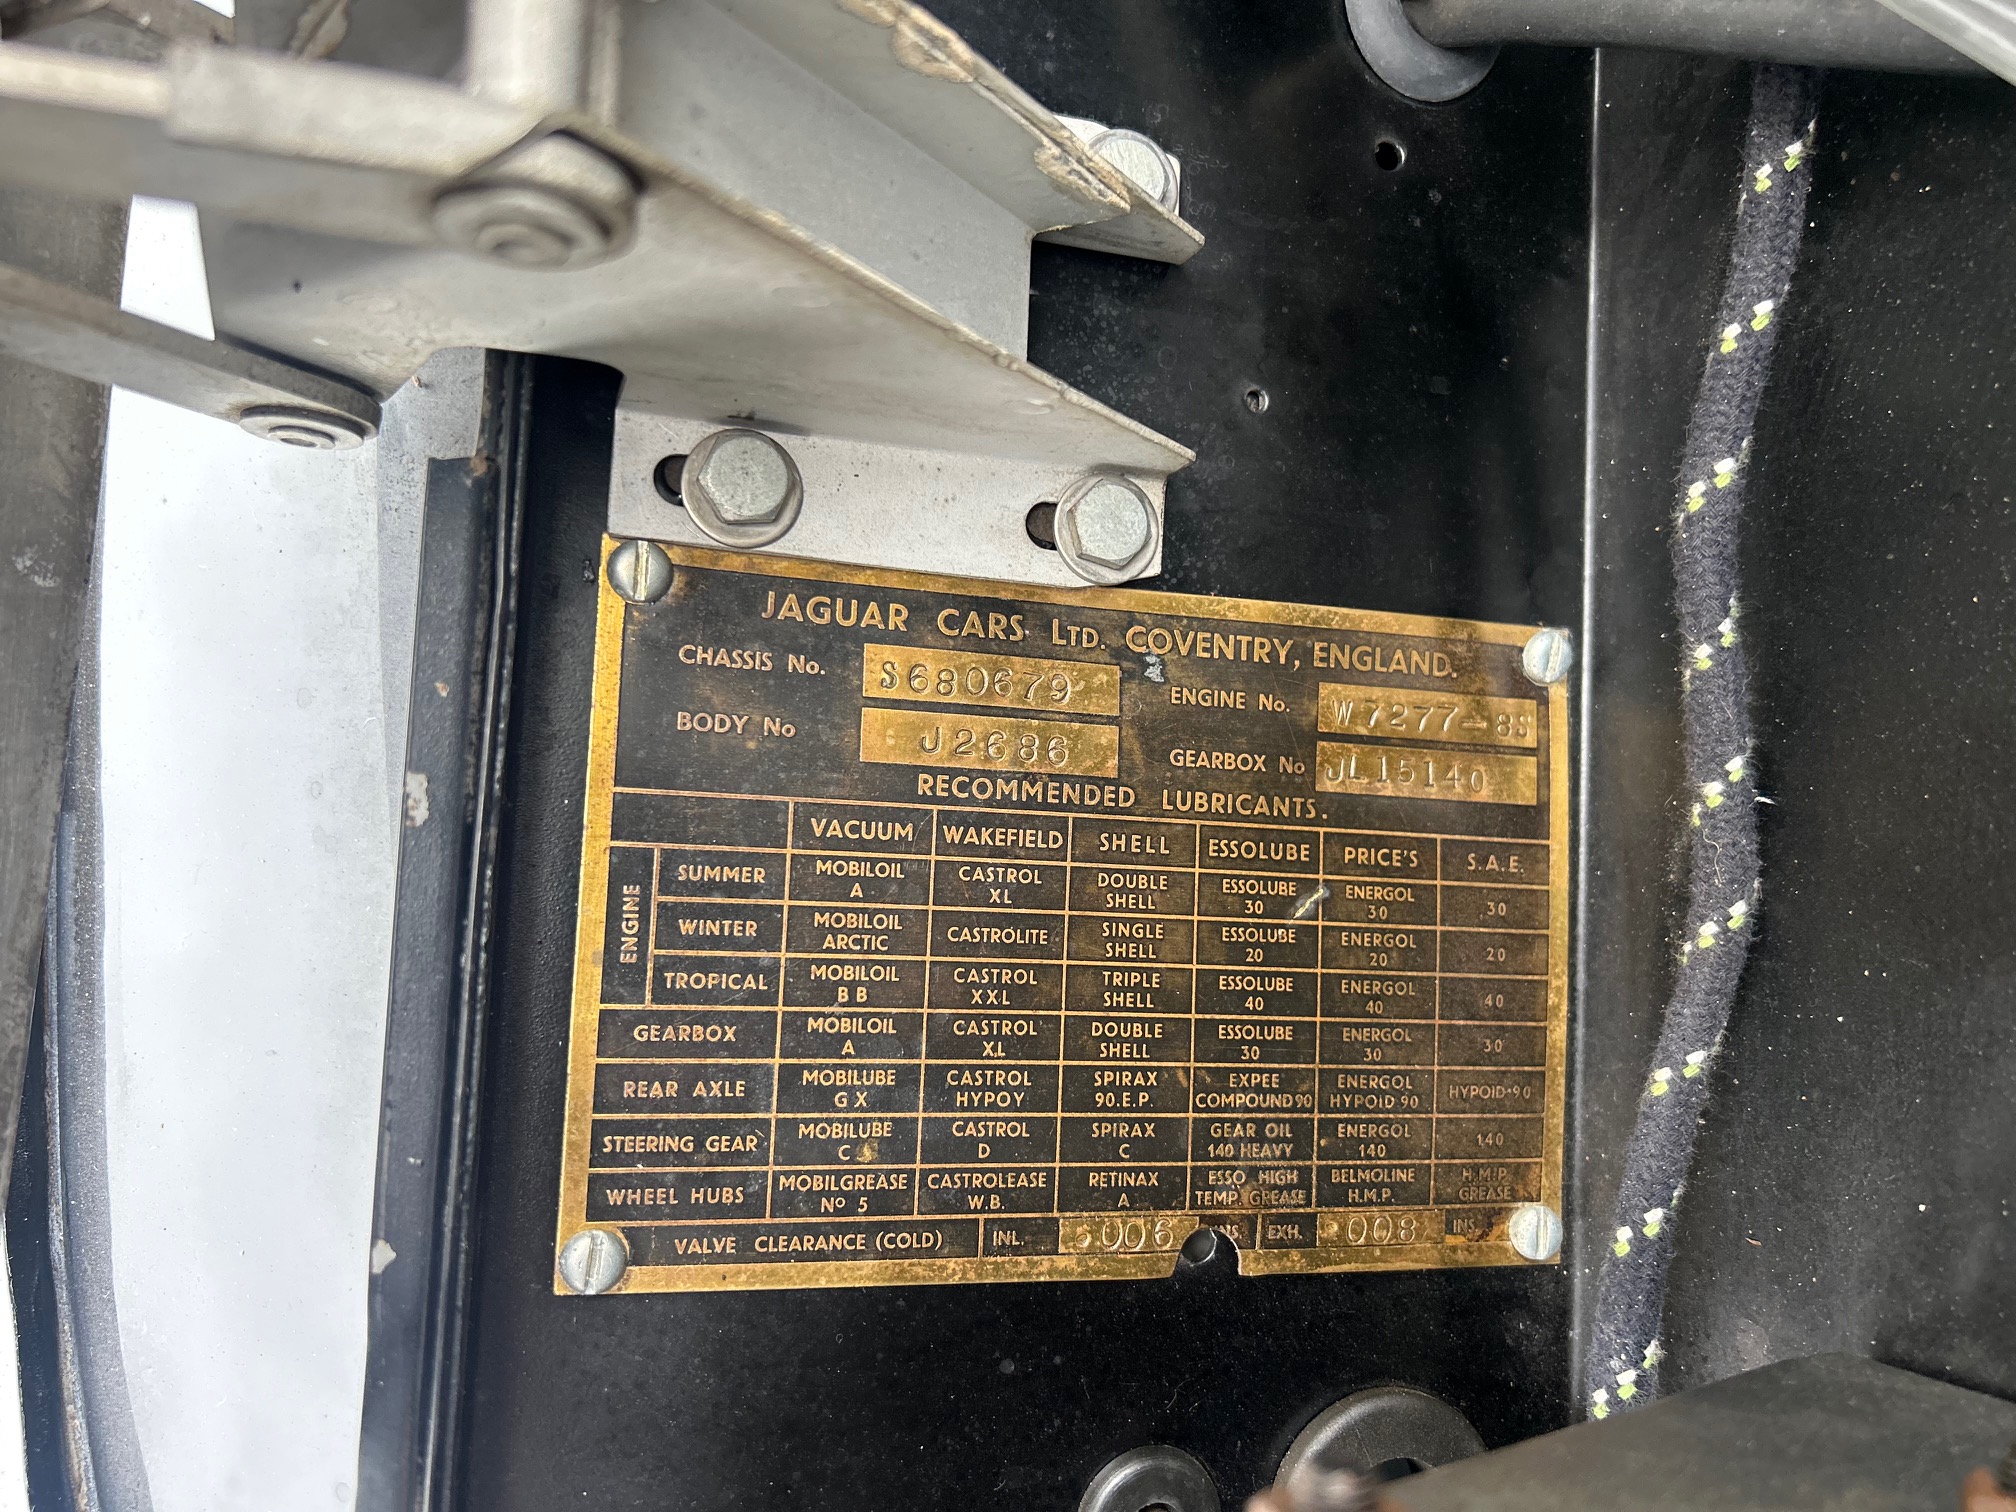 JAGUAR CARS LTD. COVENTRY, ENGLAND.
CHASSIS No. S680679 ENGINE No. W7277-8S
BODY No J2686 GEARBOX No JL15140
RECOMMENDED LUBRICANTS.
VACUUM WAKEFIELD SHELL ESSOLUBE PRICE'S S.A.E.
ENGINE
SUMMER MOBILOIL A CASTROL XL DOUBLE SHELL ESSOLUBE 30 ENERGOL 30 30
WINTER MOBILOIL ARCTIC CASTROLITE SINGLE SHELL ESSOLUBE 20 ENERGOL 20 20
TROPICAL MOBILOIL B B CASTROL XXL TRIPLE SHELL ESSOLUBE 40 ENERGOL 40 40
GEARBOX MOBILOIL A CASTROL XL DOUBLE SHELL ESSOLUBE 30 ENERGOL 30 30
REAR AXLE MOBILUBE G X CASTROL HYPOY SPIRAX 90.E.P. EXPEE COMPOUND 90 ENERGOL HYPOID 90 HYPOID-90
STEERING GEAR MOBILUBE C CASTROL D SPIRAX C GEAR OIL 140 HEAVY ENERGOL 140 140
WHEEL HUBS MOBILGREASE No 5 CASTROLEASE W.B. RETINAX A ESSO HIGH TEMP. GREASE BELMOLINE H.M.P. H.M.P. GREASE
VALVE CLEARANCE (COLD) INL. 006 INS. EXH. 008 INS.